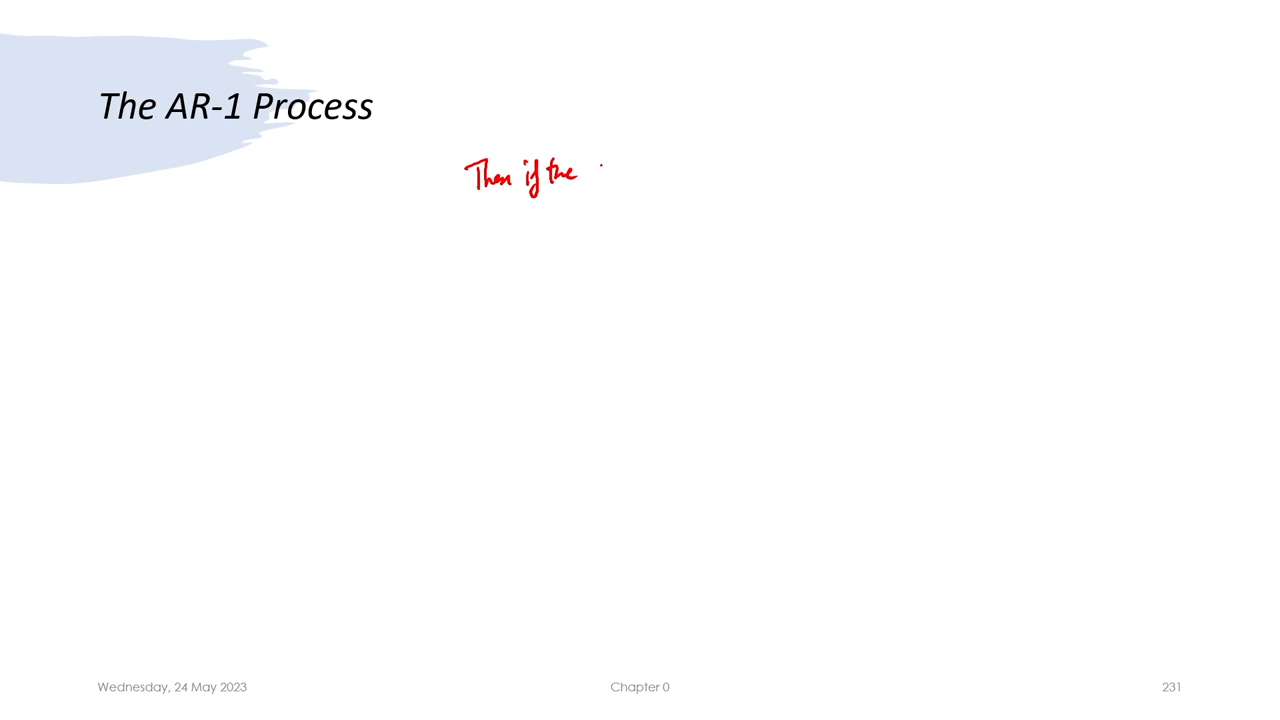 The AR-1 Process
Then if the
Wednesday, 24 May 2023
Chapter 0
231